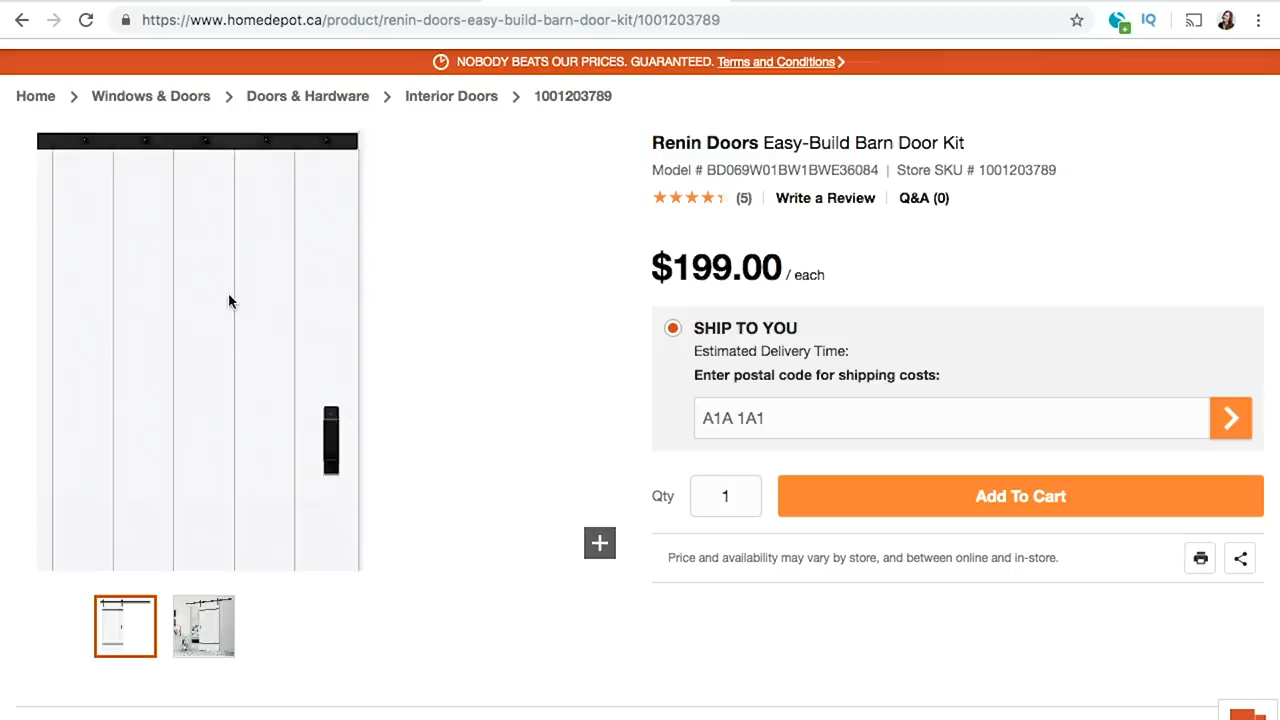 https://www.homedepot.ca/product/renin-doors-easy-build-barn-door-kit/1001203789
IQ
NOBODY BEATS OUR PRICES. GUARANTEED. Terms and Conditions
Home > Windows & Doors > Doors & Hardware > Interior Doors > 1001203789
Renin Doors Easy-Build Barn Door Kit
Model # BD069W01BW1BWE36084 | Store SKU # 1001203789
(5) | Write a Review | Q&A (0)
$199.00 / each
SHIP TO YOU
Estimated Delivery Time:
Enter postal code for shipping costs:
A1A 1A1
Qty 1 Add To Cart
Price and availability may vary by store, and between online and in-store.